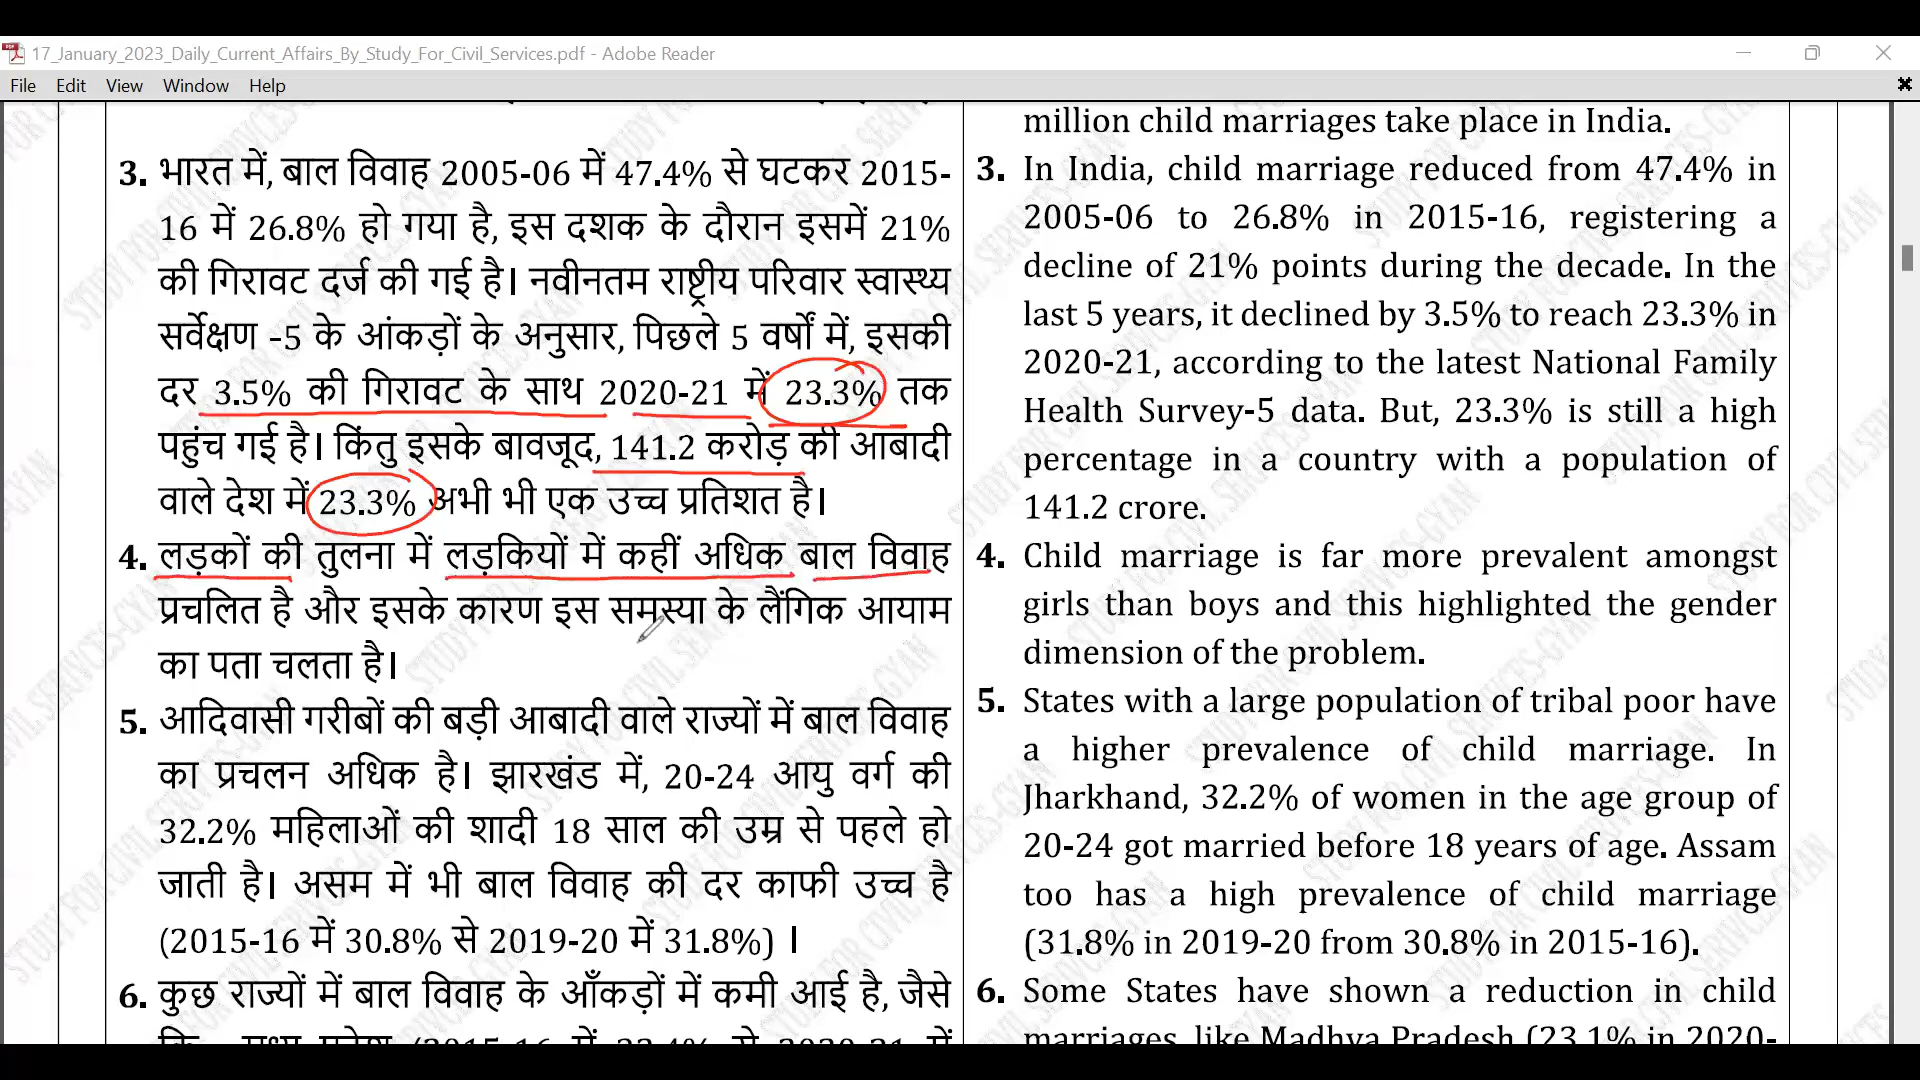 17_January_2023_Daily_Current_Affairs_By_Study_For_Civil_Services.pdf - Adobe Reader
File Edit View Window Help
3. भारत में, बाल विवाह 2005-06 में 47.4% से घटकर 2015-
16 में 26.8% हो गया है, इस दशक के दौरान इसमें 21%
की गिरावट दर्ज की गई है। नवीनतम राष्ट्रीय परिवार स्वास्थ्य
सर्वेक्षण -5 के आंकड़ों के अनुसार, पिछले 5 वर्षों में, इसकी
दर 3.5% की गिरावट के साथ 2020-21 में 23.3% तक
पहुंच गई है। किंतु इसके बावजूद, 141.2 करोड़ की आबादी
वाले देश में 23.3% अभी भी एक उच्च प्रतिशत है।
4. लड़कों की तुलना में लड़कियों में कहीं अधिक बाल विवाह
प्रचलित है और इसके कारण इस समस्या के लैंगिक आयाम
का पता चलता है।
5. आदिवासी गरीबों की बड़ी आबादी वाले राज्यों में बाल विवाह
का प्रचलन अधिक है। झारखंड में, 20-24 आयु वर्ग की
32.2% महिलाओं की शादी 18 साल की उम्र से पहले हो
जाती है। असम में भी बाल विवाह की दर काफी उच्च है
(2015-16 में 30.8% से 2019-20 में 31.8%) ।
6. कुछ राज्यों में बाल विवाह के आँकड़ों में कमी आई है, जैसे
million child marriages take place in India.
3. In India, child marriage reduced from 47.4% in
2005-06 to 26.8% in 2015-16, registering a
decline of 21% points during the decade. In the
last 5 years, it declined by 3.5% to reach 23.3% in
2020-21, according to the latest National Family
Health Survey-5 data. But, 23.3% is still a high
percentage in a country with a population of
141.2 crore.
4. Child marriage is far more prevalent amongst
girls than boys and this highlighted the gender
dimension of the problem.
5. States with a large population of tribal poor have
a higher prevalence of child marriage. In
Jharkhand, 32.2% of women in the age group of
20-24 got married before 18 years of age. Assam
too has a high prevalence of child marriage
(31.8% in 2019-20 from 30.8% in 2015-16).
6. Some States have shown a reduction in child
marriages, like Madhya Pradesh (23.1% in 2020-